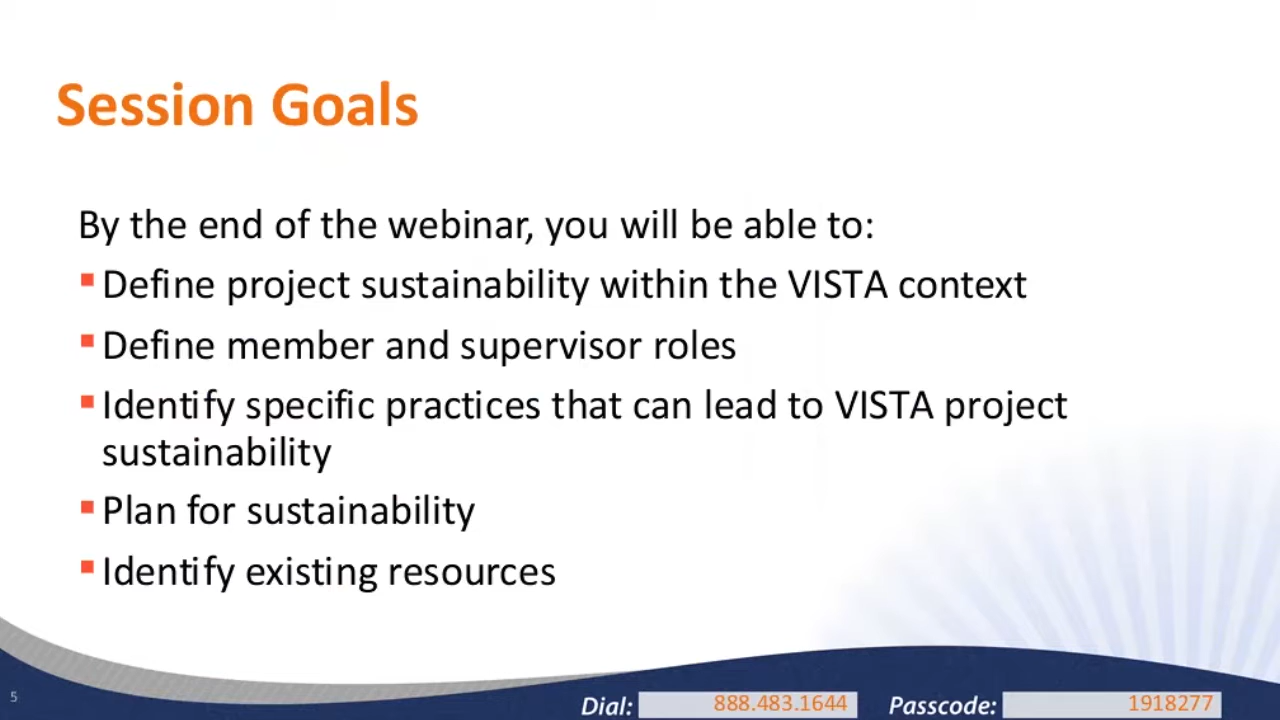 Session Goals
By the end of the webinar, you will be able to:
▪Define project sustainability within the VISTA context
▪Define member and supervisor roles
▪Identify specific practices that can lead to VISTA project
sustainability
▪Plan for sustainability
▪Identify existing resources
5
Dial: 888.483.1644 Passcode: 1918277